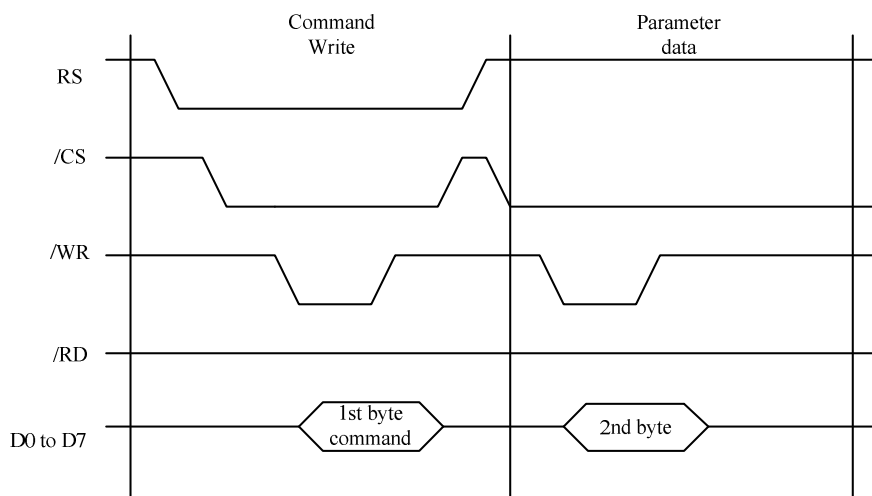 Command
Write
Parameter
data
RS
/CS
/WR
/RD
D0 to D7
1st byte
command
2nd byte